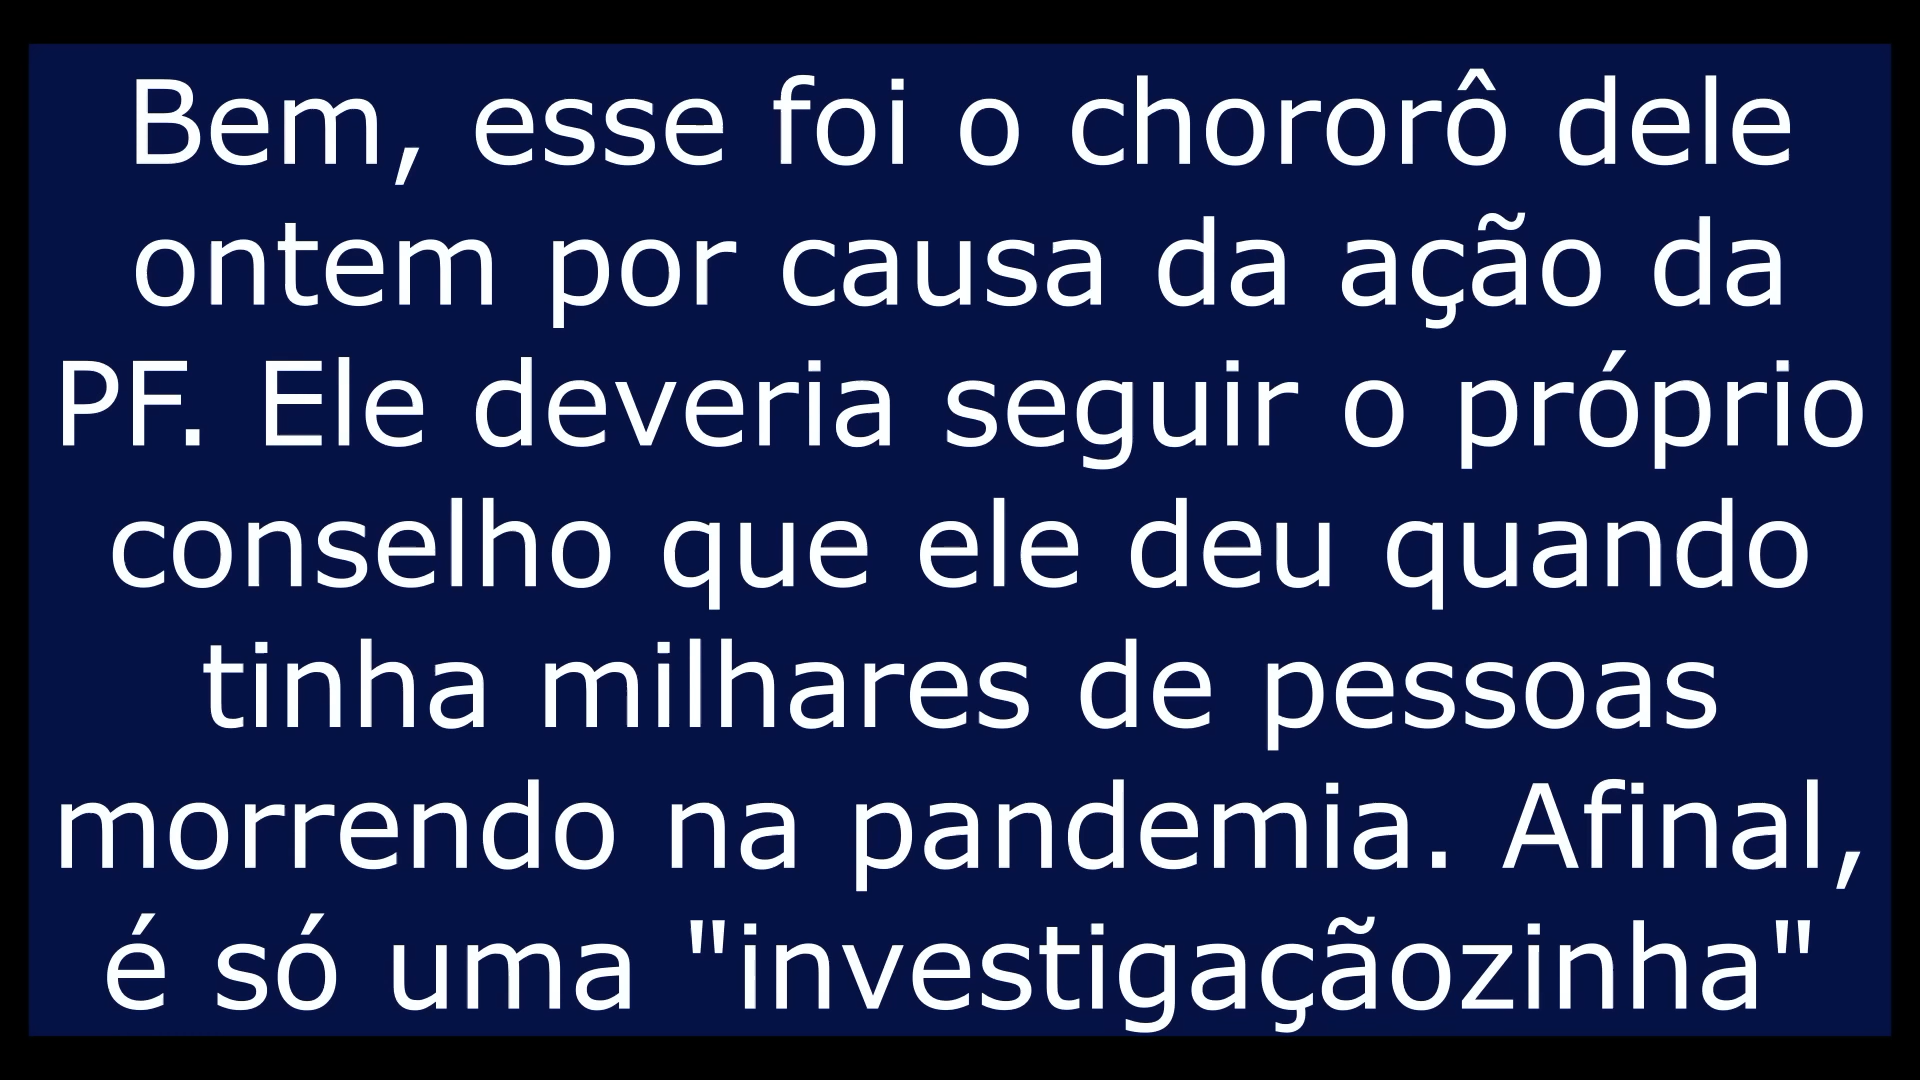 Bem, esse foi o chororô dele
ontem por causa da ação da
PF. Ele deveria seguir o próprio
conselho que ele deu quando
tinha milhares de pessoas
morrendo na pandemia. Afinal,
é só uma "investigaçãozinha"